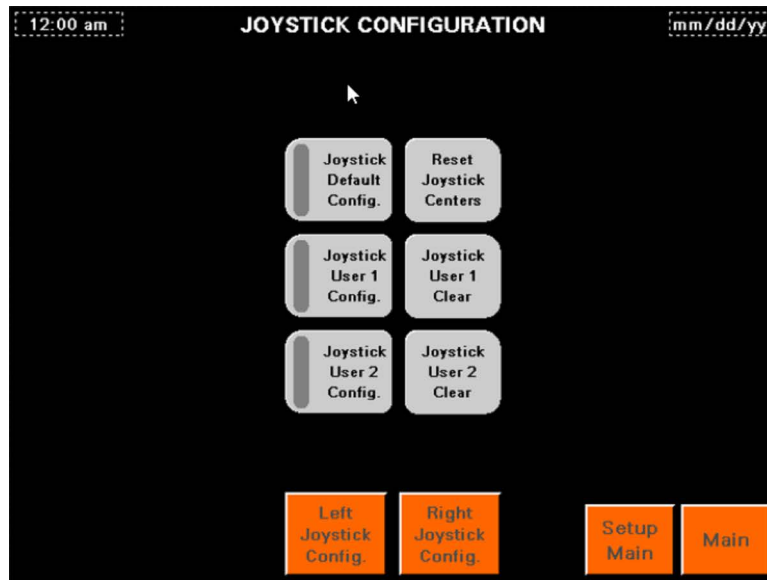 12:00 am
JOYSTICK CONFIGURATION
mm/dd/yy
Joystick
Default
Config.
Reset
Joystick
Centers
Joystick
User 1
Config.
Joystick
User 1
Clear
Joystick
User 2
Config.
Joystick
User 2
Clear
Left
Joystick
Config.
Right
Joystick
Config.
Setup
Main
Main